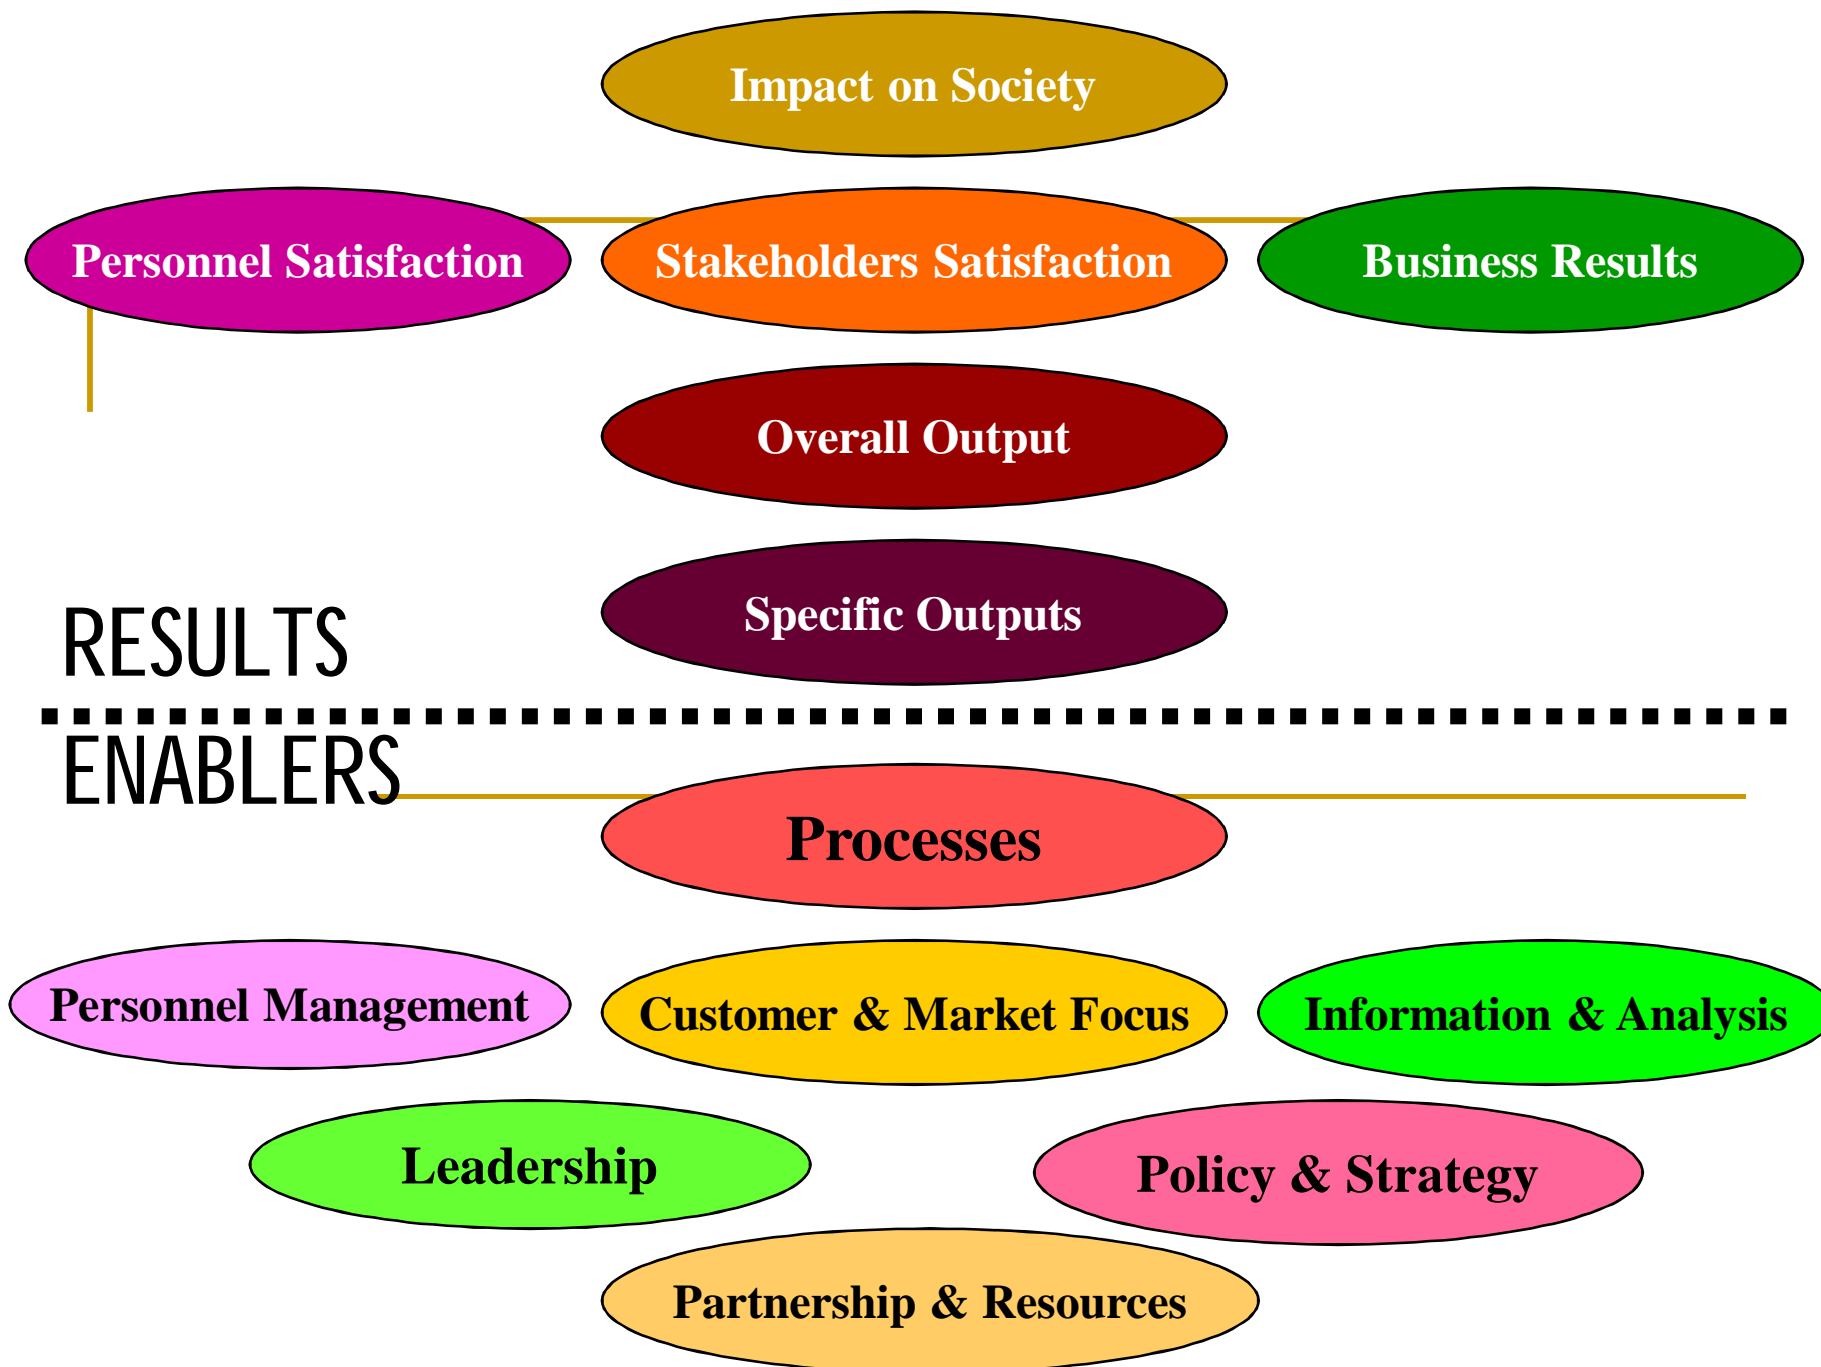 Impact on Society
Personnel Satisfaction
Stakeholders Satisfaction
Business Results
Overall Output
Specific Outputs
RESULTS
ENABLERS
Processes
Personnel Management
Customer & Market Focus
Information & Analysis
Leadership
Policy & Strategy
Partnership & Resources